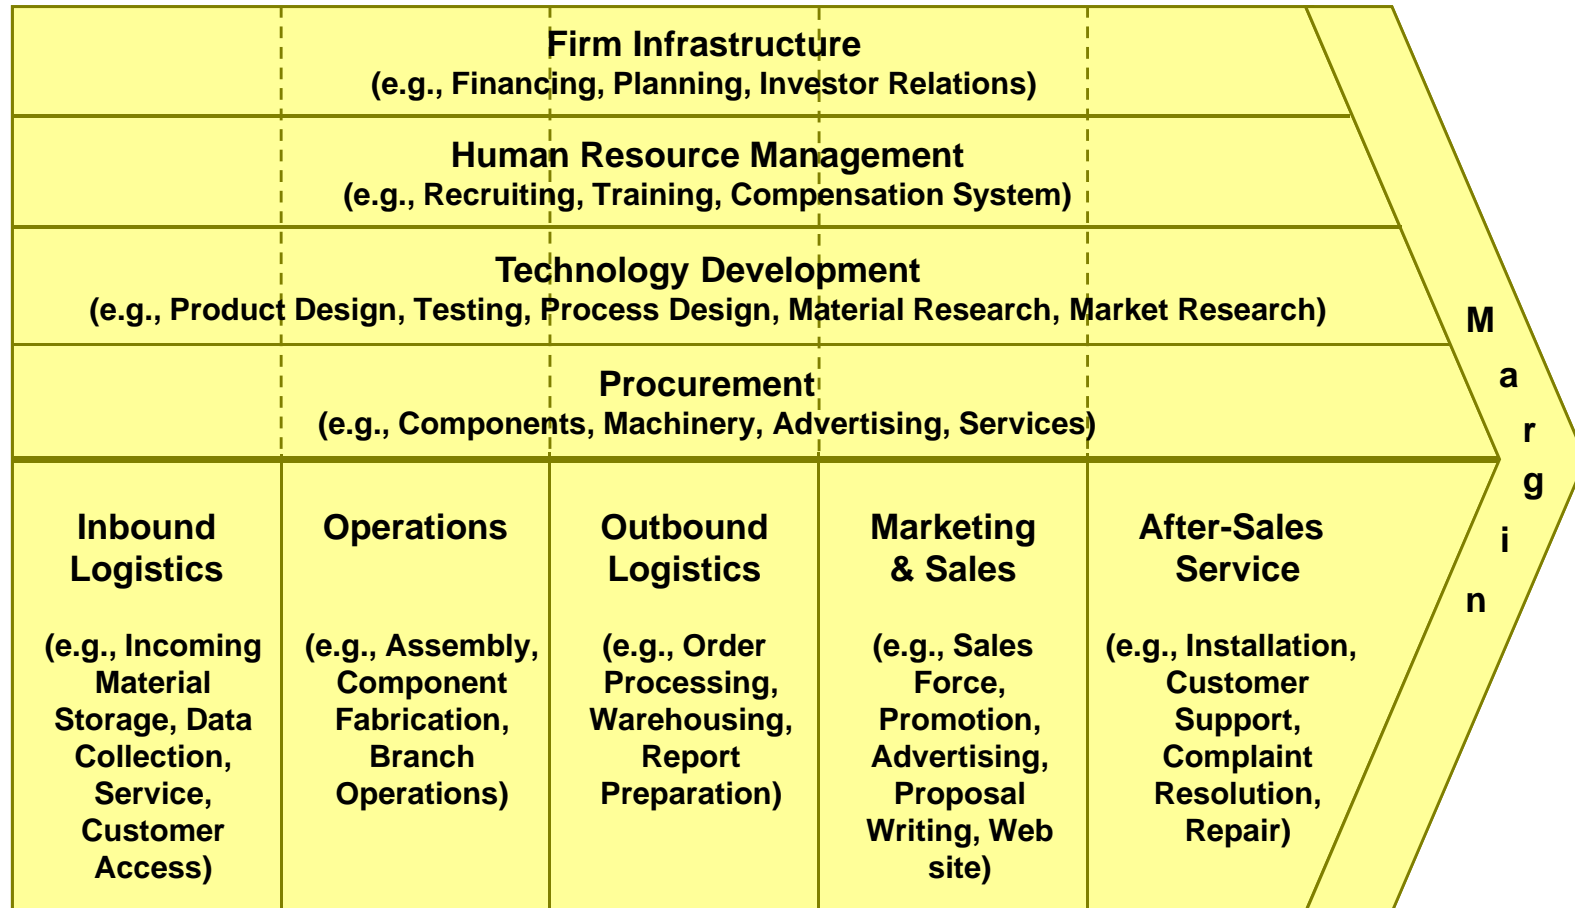 Firm Infrastructure
(e.g., Financing, Planning, Investor Relations)
Human Resource Management
(e.g., Recruiting, Training, Compensation System)
Technology Development
(e.g., Product Design, Testing, Process Design, Material Research, Market Research)
Procurement
(e.g., Components, Machinery, Advertising, Services)
Inbound
Logistics
(e.g., Incoming
Material
Storage, Data
Collection,
Service,
Customer
Access)
Operations
(e.g., Assembly,
Component
Fabrication,
Branch
Operations)
Outbound
Logistics
(e.g., Order
Processing,
Warehousing,
Report
Preparation)
Marketing
& Sales
(e.g., Sales
Force,
Promotion,
Advertising,
Proposal
Writing, Web
site)
After-Sales
Service
(e.g., Installation,
Customer
Support,
Complaint
Resolution,
Repair)
Margin